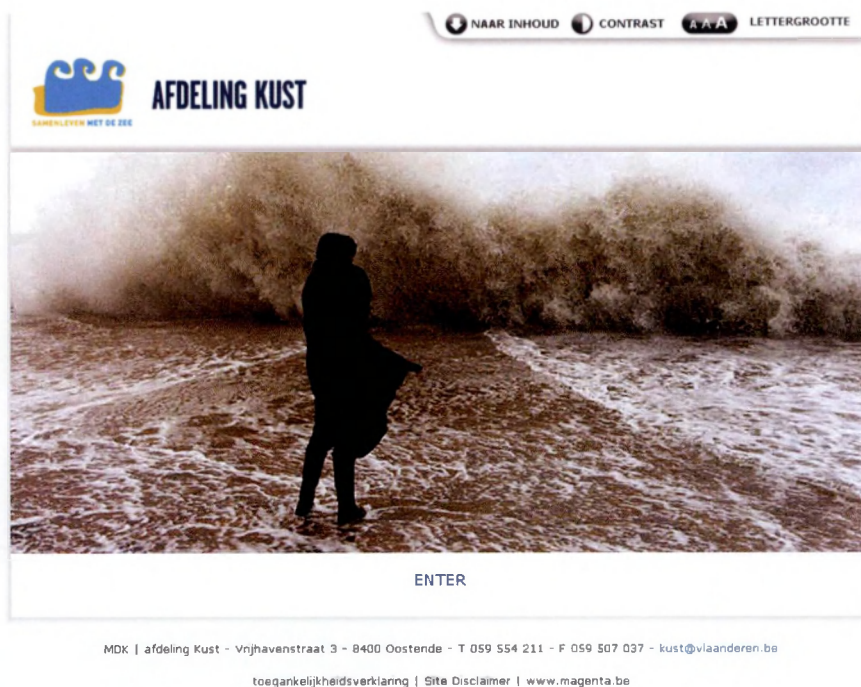 NAAR INHOUD CONTRAST A A A LETTERGROOTTE
AFDELING KUST
SAMENLEVEN MET DE ZEE
ENTER
MDK | afdeling Kust - Vrijhavenstraat 3 - 8400 Oostende - T 059 554 211 - F 059 507 037 - kust@vlaanderen.be
toegankelijkheidsverklaring | Site Disclaimer | www.magenta.be